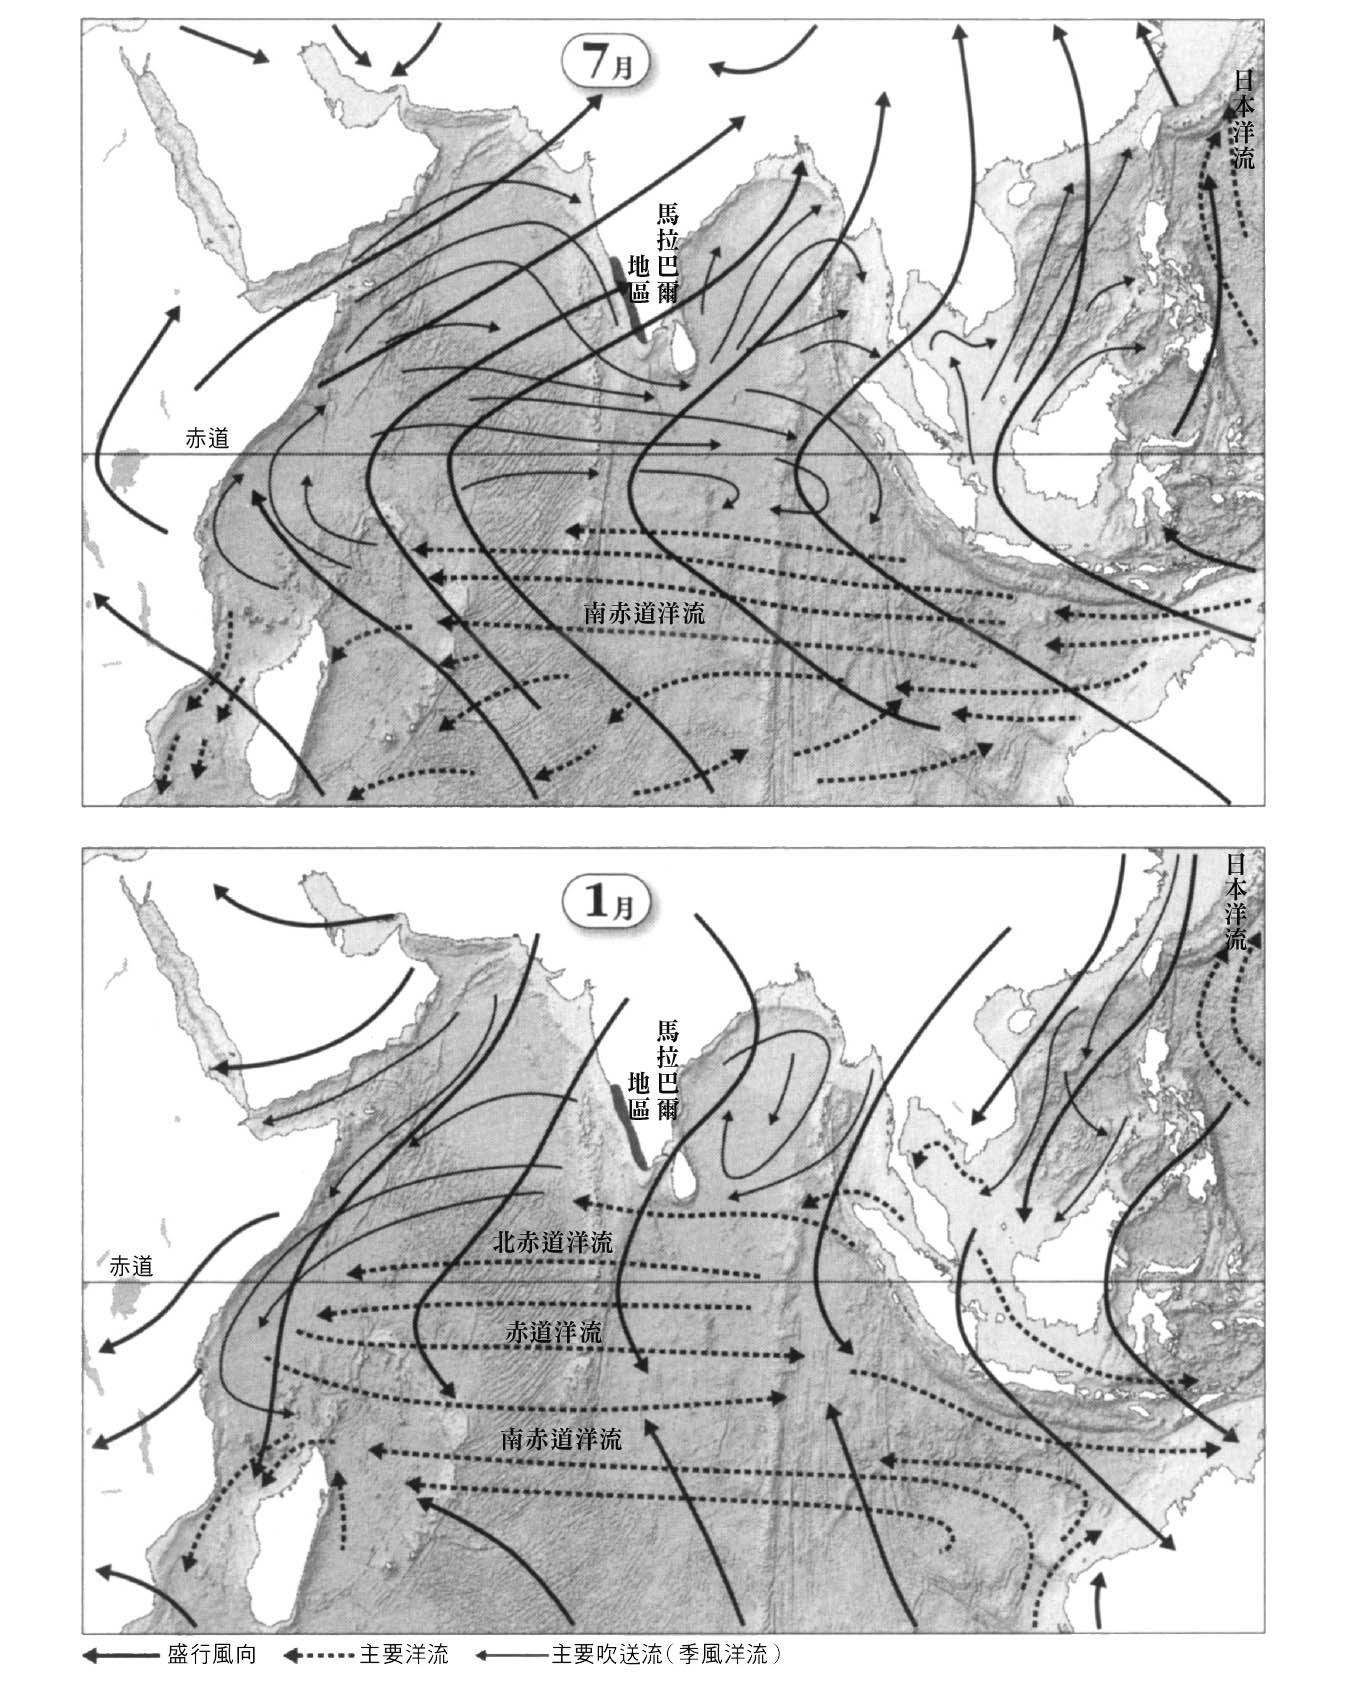 7月
日本洋流
馬拉巴爾
地區
赤道
南赤道洋流
1月
日本洋流
馬拉巴爾
地區
北赤道洋流
赤道
赤道洋流
南赤道洋流
盛行風向 主要洋流 主要吹送流(季風洋流)